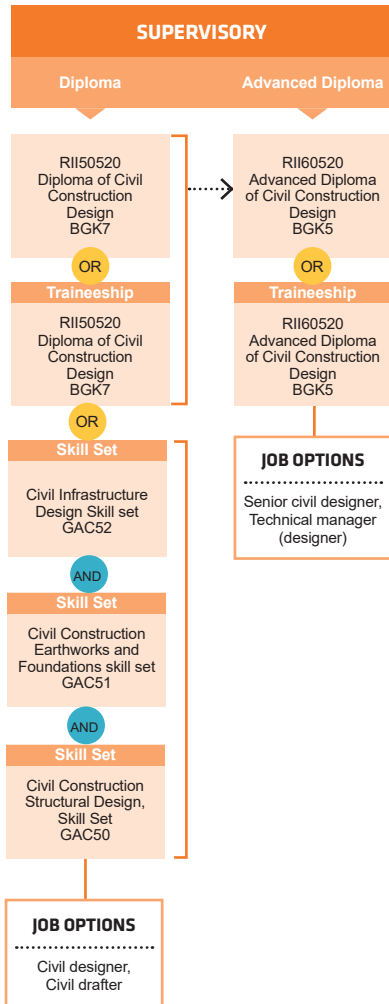 SUPERVISORY
Diploma
Advanced Diploma
RII50520
Diploma of Civil
Construction
Design
BGK7
OR
Traineeship
RII50520
Diploma of Civil
Construction
Design
BGK7
OR
Skill Set
Civil Infrastructure
Design Skill set
GAC52
AND
Skill Set
Civil Construction
Earthworks and
Foundations skill set
GAC51
AND
Skill Set
Civil Construction
Structural Design,
Skill Set
GAC50
JOB OPTIONS
Civil designer,
Civil drafter
RII60520
Advanced Diploma
of Civil Construction
Design
BGK5
OR
Traineeship
RII60520
Advanced Diploma
of Civil Construction
Design
BGK5
JOB OPTIONS
Senior civil designer,
Technical manager
(designer)